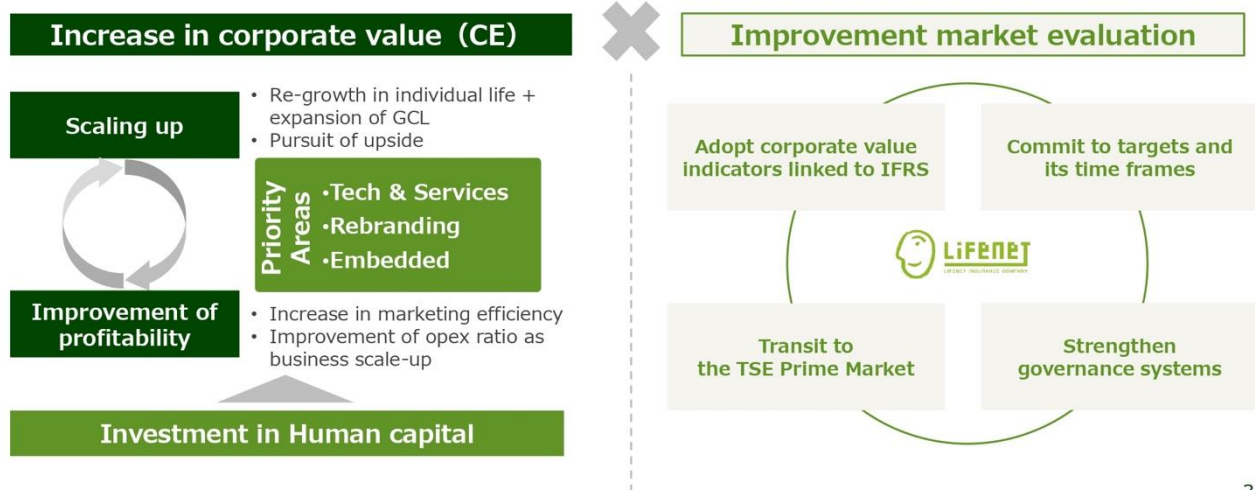 Increase in corporate value（CE）
Scaling up
• Re-growth in individual life +
expansion of GCL
• Pursuit of upside
Priority
Areas
•Tech & Services
•Rebranding
•Embedded
Improvement of
profitability
• Increase in marketing efficiency
• Improvement of opex ratio as
business scale-up
Investment in Human capital
Improvement market evaluation
Adopt corporate value
indicators linked to IFRS
Commit to targets and
its time frames
LIFENET
LIFENET INSURANCE COMPANY
Transit to
the TSE Prime Market
Strengthen
governance systems